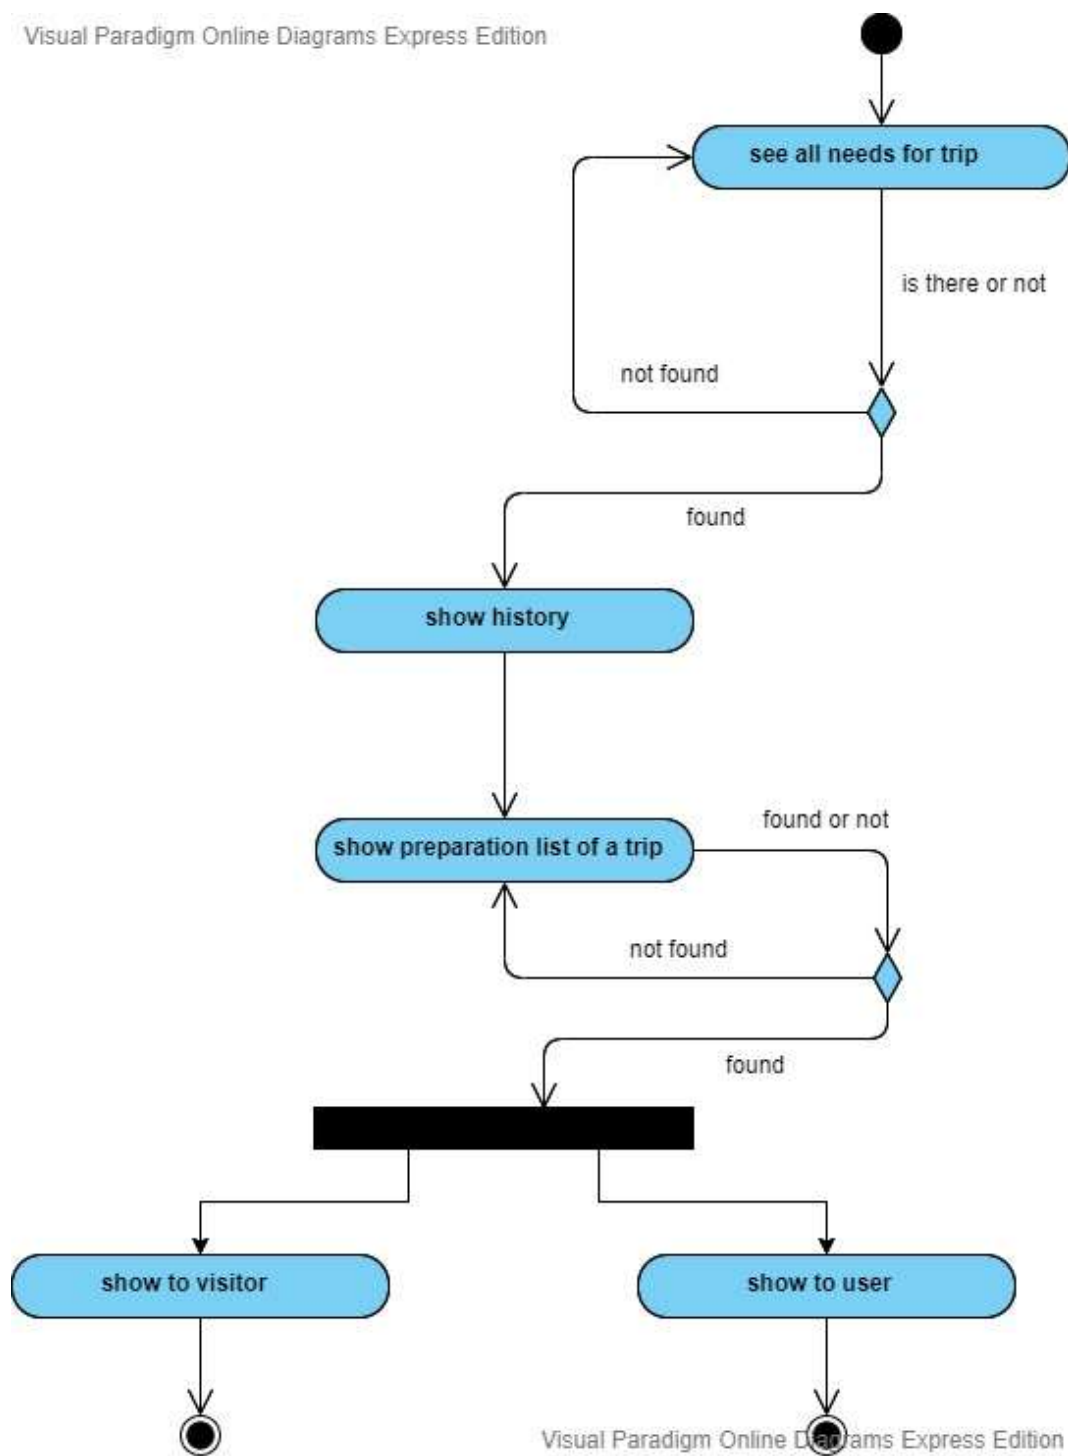 Visual Paradigm Online Diagrams Express Edition
see all needs for trip
is there or not
not found
found
show history
found or not
show preparation list of a trip
not found
found
show to visitor
show to user
Visual Paradigm Online Diagrams Express Edition